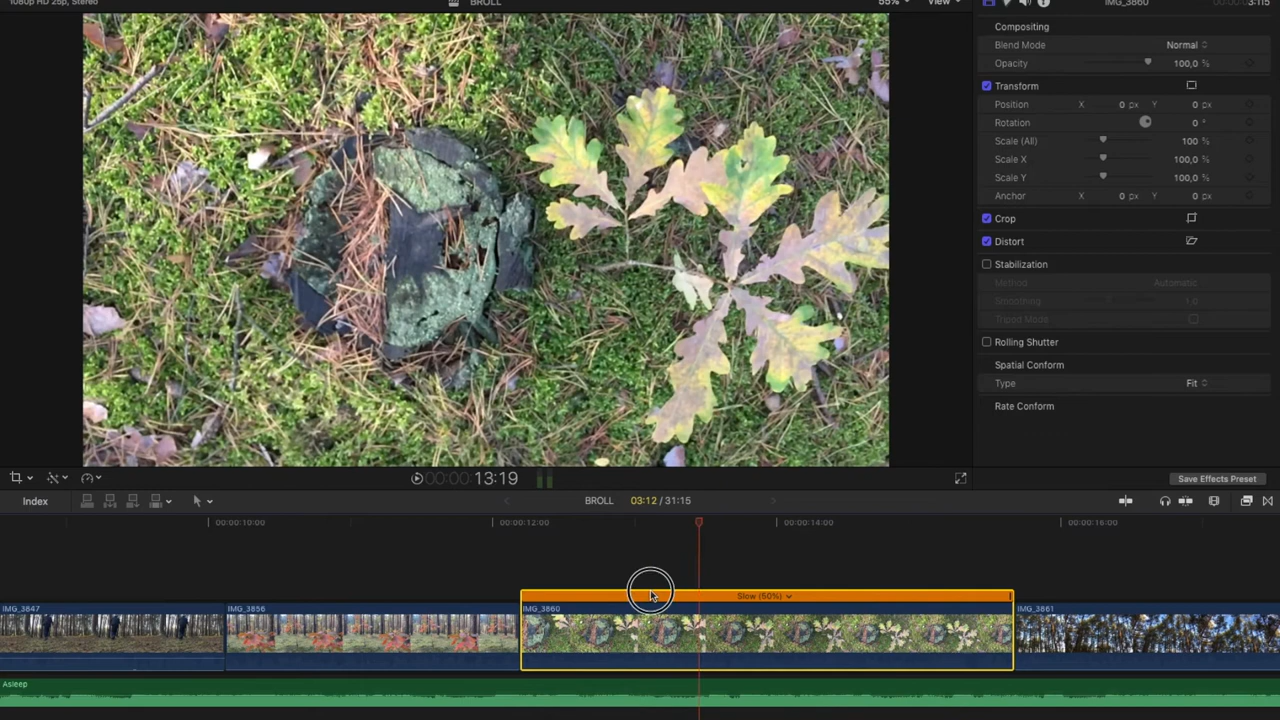 1080p HD 25p, Stereo
BROLL
55%
View
IMG_3860
3:115
Compositing
Blend Mode
Normal
Opacity
100,0 %
Transform
Position
X
0 px
Y
0 px
Rotation
0 °
Scale (All)
100 %
Scale X
100,0 %
Scale Y
100,0 %
Anchor
X
0 px
Y
0 px
Crop
Distort
Stabilization
Method
Automatic
Smoothing
1,0
Tripod Mode
Rolling Shutter
Spatial Conform
Type
Fit
Rate Conform
00:00:13:19
Save Effects Preset
Index
BROLL
03:12 / 31:15
00:00:10:00
00:00:12:00
00:00:14:00
00:00:16:00
Slow (50%)
IMG_3847
IMG_3856
IMG_3860
IMG_3861
Asleep